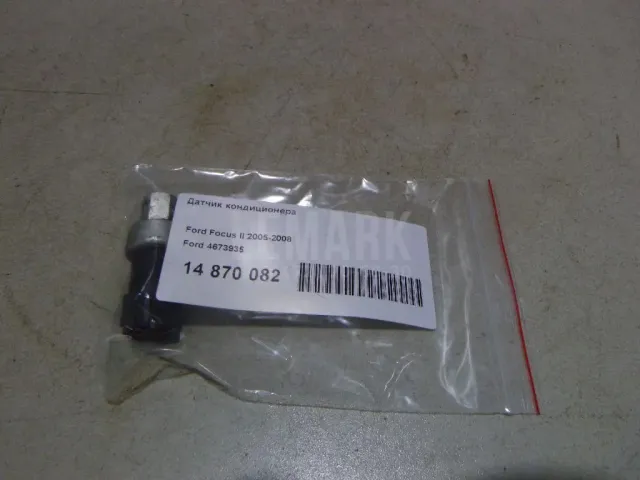 Датчик кондиционера
Ford Focus II 2005-2008
Ford 4673935
14 870 082